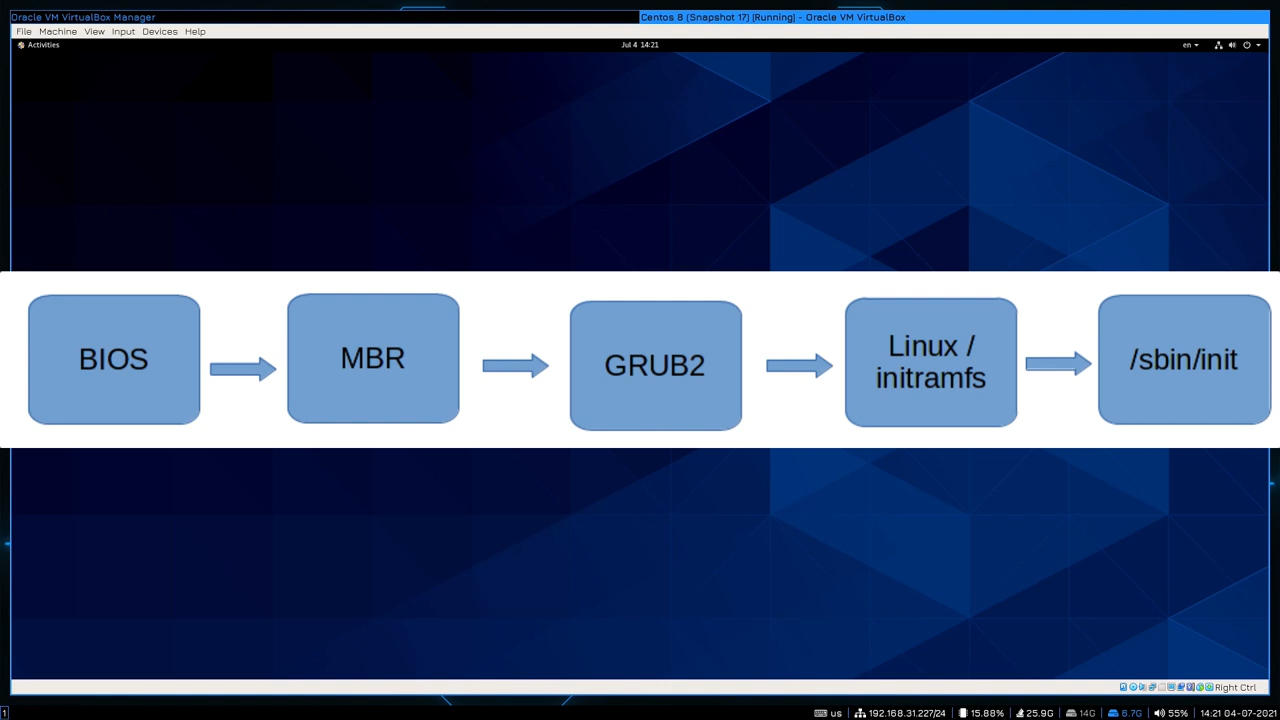 Oracle VM VirtualBox Manager
Centos 8 (Snapshot 17) [Running] - Oracle VM VirtualBox
File Machine View Input Devices Help
Activities
Jul 4 14:21
en
BIOS
MBR
GRUB2
Linux /
initramfs
/sbin/init
Right Ctrl
1
us
192.168.31.227/24
15.88%
25.9G
14G
6.7G
55%
14:21 04-07-2021